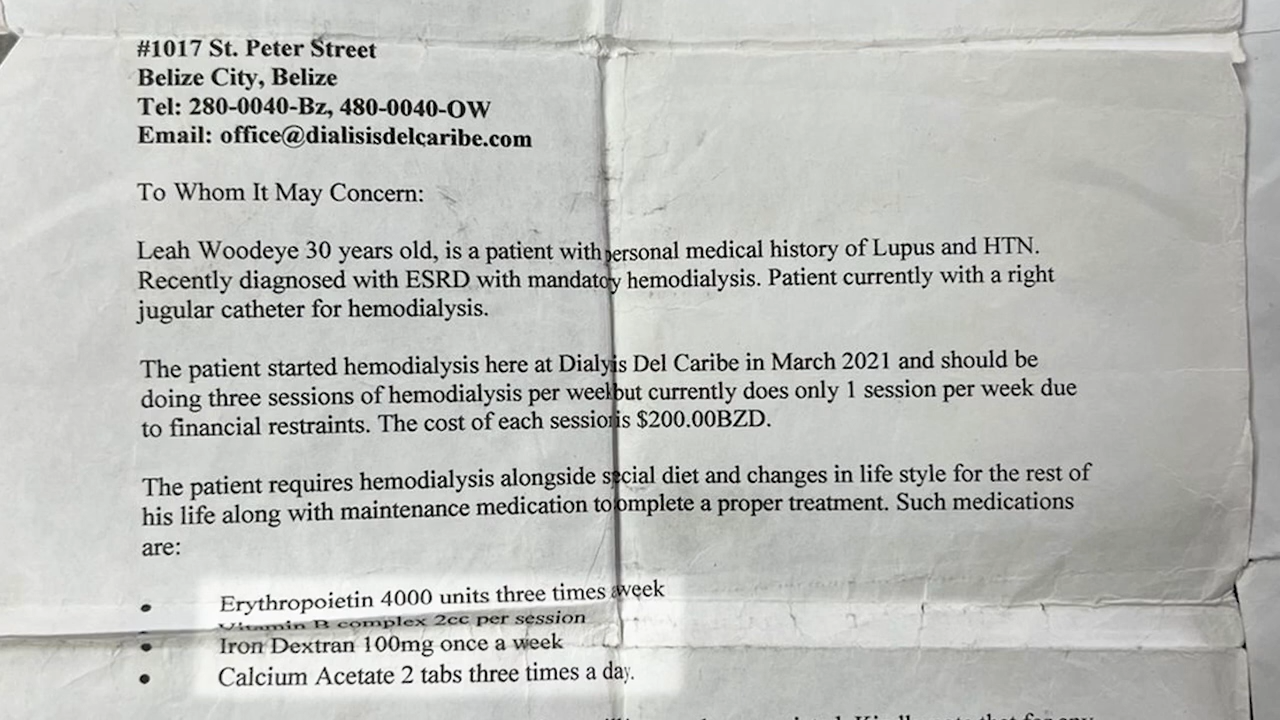 #1017 St. Peter Street
Belize City, Belize
Tel: 280-0040-Bz, 480-0040-OW
Email: office@dialisisdelcaribe.com
To Whom It May Concern:
Leah Woodeye 30 years old, is a patient with personal medical history of Lupus and HTN.
Recently diagnosed with ESRD with mandatoy hemodialysis. Patient currently with a right
jugular catheter for hemodialysis.
The patient started hemodialysis here at Dialyis Del Caribe in March 2021 and should be
doing three sessions of hemodialysis per week but currently does only 1 session per week due
to financial restraints. The cost of each session is $200.00BZD.
The patient requires hemodialysis alongside special diet and changes in life style for the rest of
his life along with maintenance medication to complete a proper treatment. Such medications
are:
• Erythropoietin 4000 units three times week
• Vitamin B complex 2cc per session
• Iron Dextran 100mg once a week
• Calcium Acetate 2 tabs three times a day.
that for any